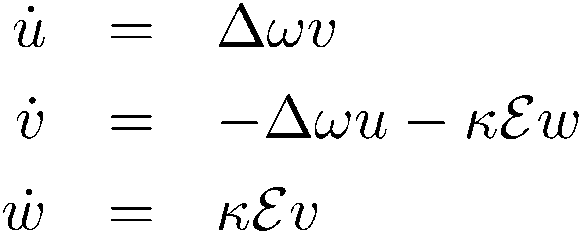 u̇ = Δωv
v̇ = −Δωu − κℰw
ẇ = κℰv